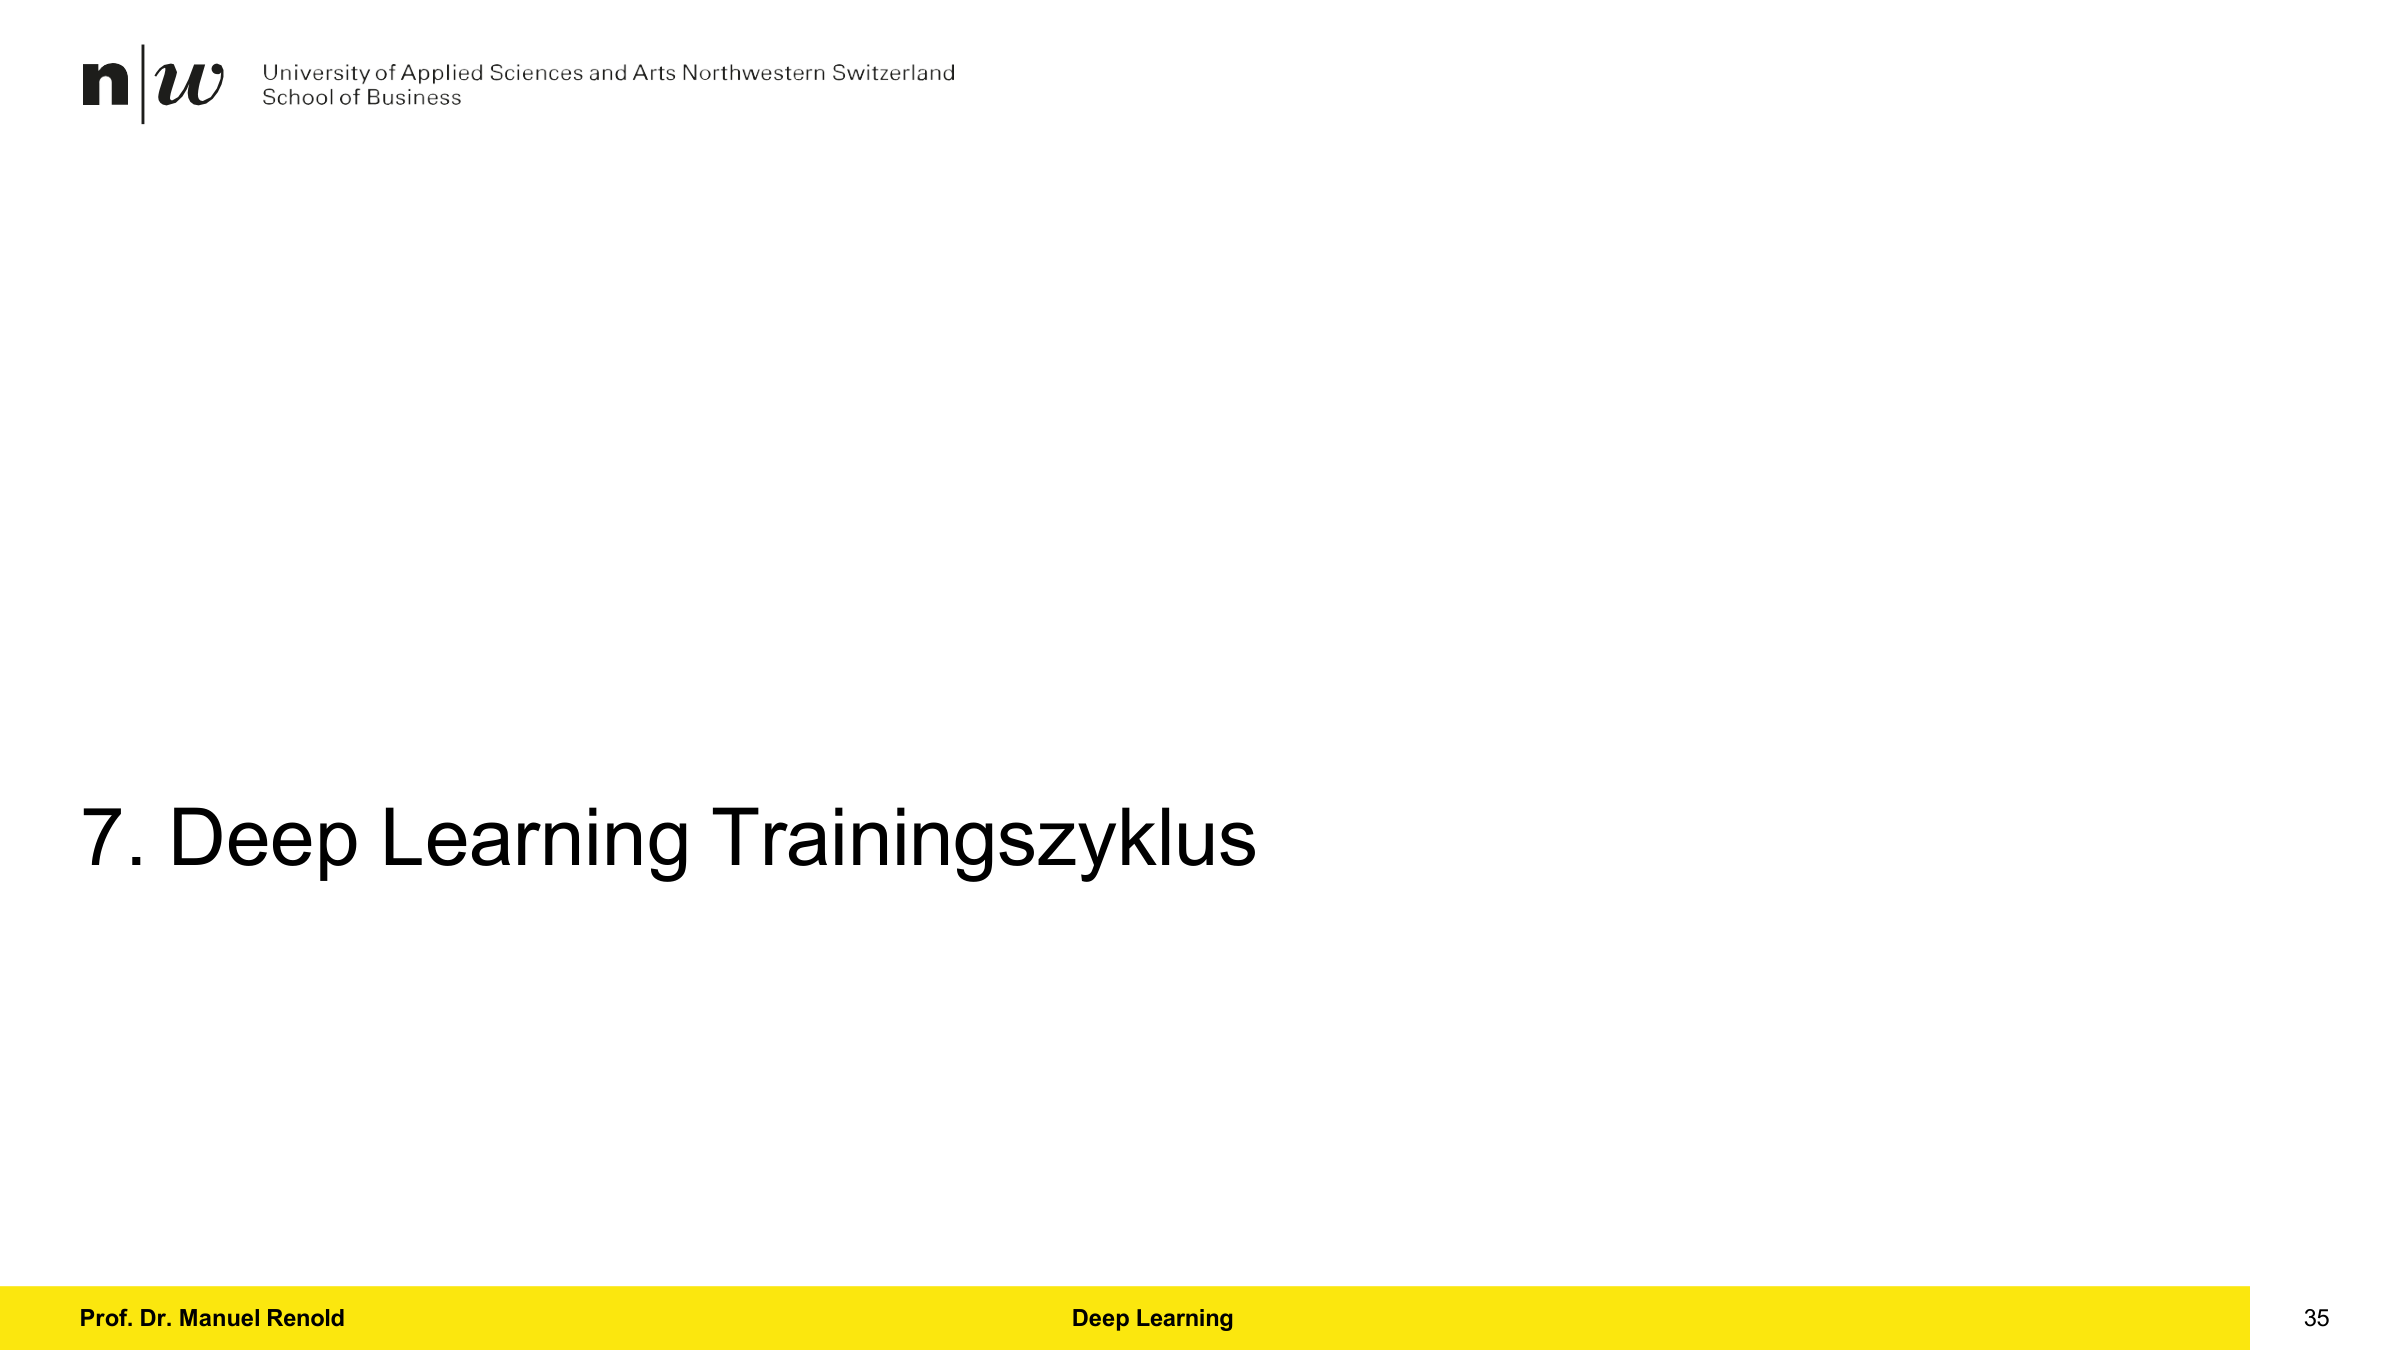 n|w
University of Applied Sciences and Arts Northwestern Switzerland
School of Business
7. Deep Learning Trainingszyklus
Prof. Dr. Manuel Renold
Deep Learning
35